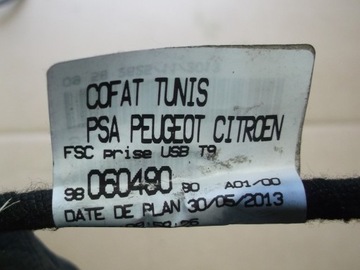 COFAT TUNIS
PSA PEUGEOT CITROEN
FSC prise USB T9
98 060480 80 A01/00
DATE DE PLAN 30/05/2013